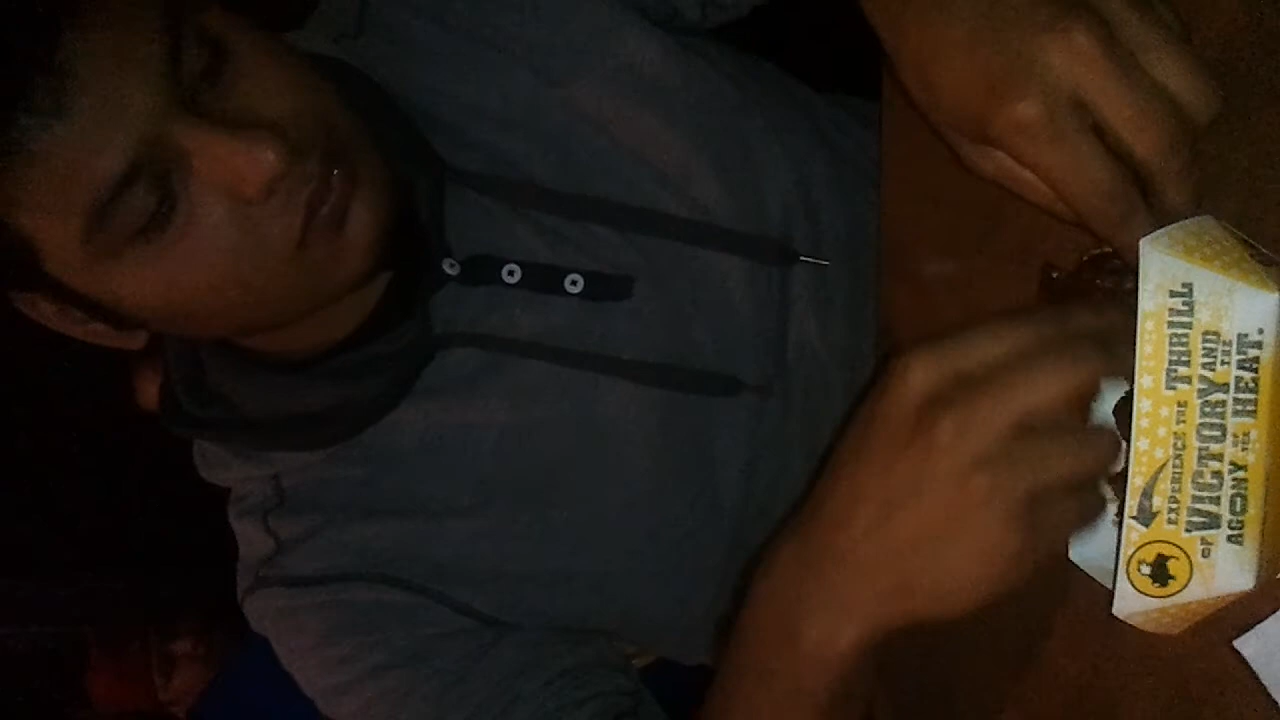 EXPERIENCE THE THRILL
OF VICTORY AND THE
AGONY OF THE HEAT.